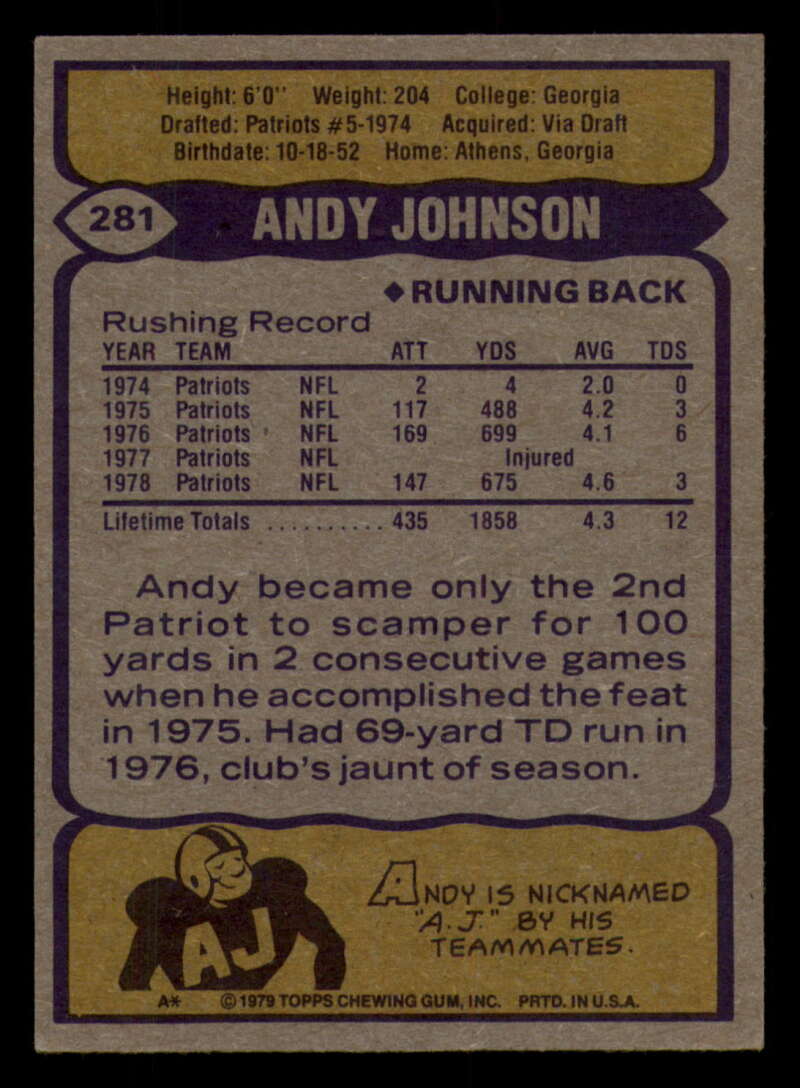 Height: 6'0" Weight: 204 College: Georgia
Drafted: Patriots #5-1974 Acquired: Via Draft
Birthdate: 10-18-52 Home: Athens, Georgia
281 ANDY JOHNSON
◆ RUNNING BACK
Rushing Record
YEAR TEAM ATT YDS AVG TDS
1974 Patriots NFL 2 4 2.0 0
1975 Patriots NFL 117 488 4.2 3
1976 Patriots NFL 169 699 4.1 6
1977 Patriots NFL Injured
1978 Patriots NFL 147 675 4.6 3
Lifetime Totals .......... 435 1858 4.3 12
Andy became only the 2nd
Patriot to scamper for 100
yards in 2 consecutive games
when he accomplished the feat
in 1975. Had 69-yard TD run in
1976, club's jaunt of season.
AJ
ANDY IS NICKNAMED
"A.J." BY HIS
TEAMMATES.
A* ©1979 TOPPS CHEWING GUM, INC. PRTD. IN U.S.A.